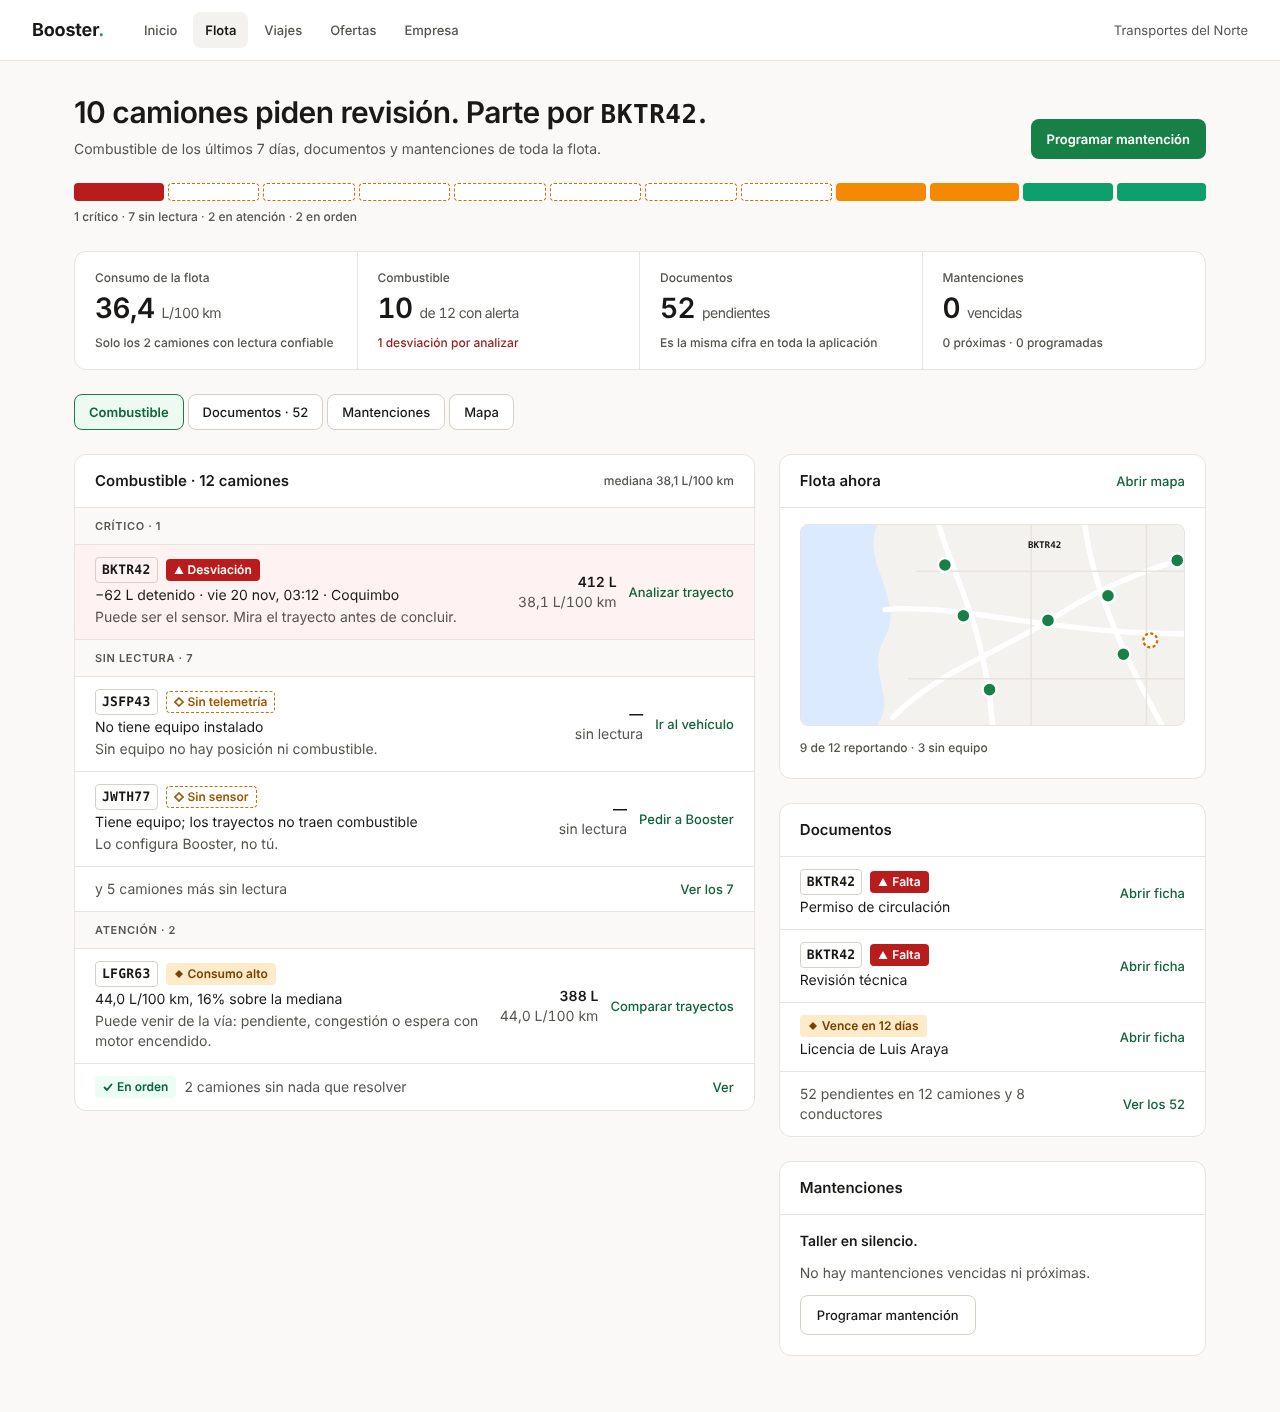 Booster.
Inicio
Flota
Viajes
Ofertas
Empresa
Transportes del Norte
10 camiones piden revisión. Parte por BKTR42.
Combustible de los últimos 7 días, documentos y mantenciones de toda la flota.
Programar mantención
1 crítico · 7 sin lectura · 2 en atención · 2 en orden
Consumo de la flota
36,4 L/100 km
Solo los 2 camiones con lectura confiable
Combustible
10 de 12 con alerta
1 desviación por analizar
Documentos
52 pendientes
Es la misma cifra en toda la aplicación
Mantenciones
0 vencidas
0 próximas · 0 programadas
Combustible
Documentos · 52
Mantenciones
Mapa
Combustible · 12 camiones
mediana 38,1 L/100 km
CRÍTICO · 1
BKTR42
▲ Desviación
−62 L detenido · vie 20 nov, 03:12 · Coquimbo
Puede ser el sensor. Mira el trayecto antes de concluir.
412 L
38,1 L/100 km
Analizar trayecto
SIN LECTURA · 7
JSFP43
◇ Sin telemetría
No tiene equipo instalado
Sin equipo no hay posición ni combustible.
—
sin lectura
Ir al vehículo
JWTH77
◇ Sin sensor
Tiene equipo; los trayectos no traen combustible
Lo configura Booster, no tú.
—
sin lectura
Pedir a Booster
y 5 camiones más sin lectura
Ver los 7
ATENCIÓN · 2
LFGR63
◆ Consumo alto
44,0 L/100 km, 16% sobre la mediana
Puede venir de la vía: pendiente, congestión o espera con
motor encendido.
388 L
44,0 L/100 km
Comparar trayectos
✓ En orden
2 camiones sin nada que resolver
Ver
Flota ahora
Abrir mapa
BKTR42
9 de 12 reportando · 3 sin equipo
Documentos
BKTR42
▲ Falta
Permiso de circulación
Abrir ficha
BKTR42
▲ Falta
Revisión técnica
Abrir ficha
◆ Vence en 12 días
Licencia de Luis Araya
Abrir ficha
52 pendientes en 12 camiones y 8
conductores
Ver los 52
Mantenciones
Taller en silencio.
No hay mantenciones vencidas ni próximas.
Programar mantención